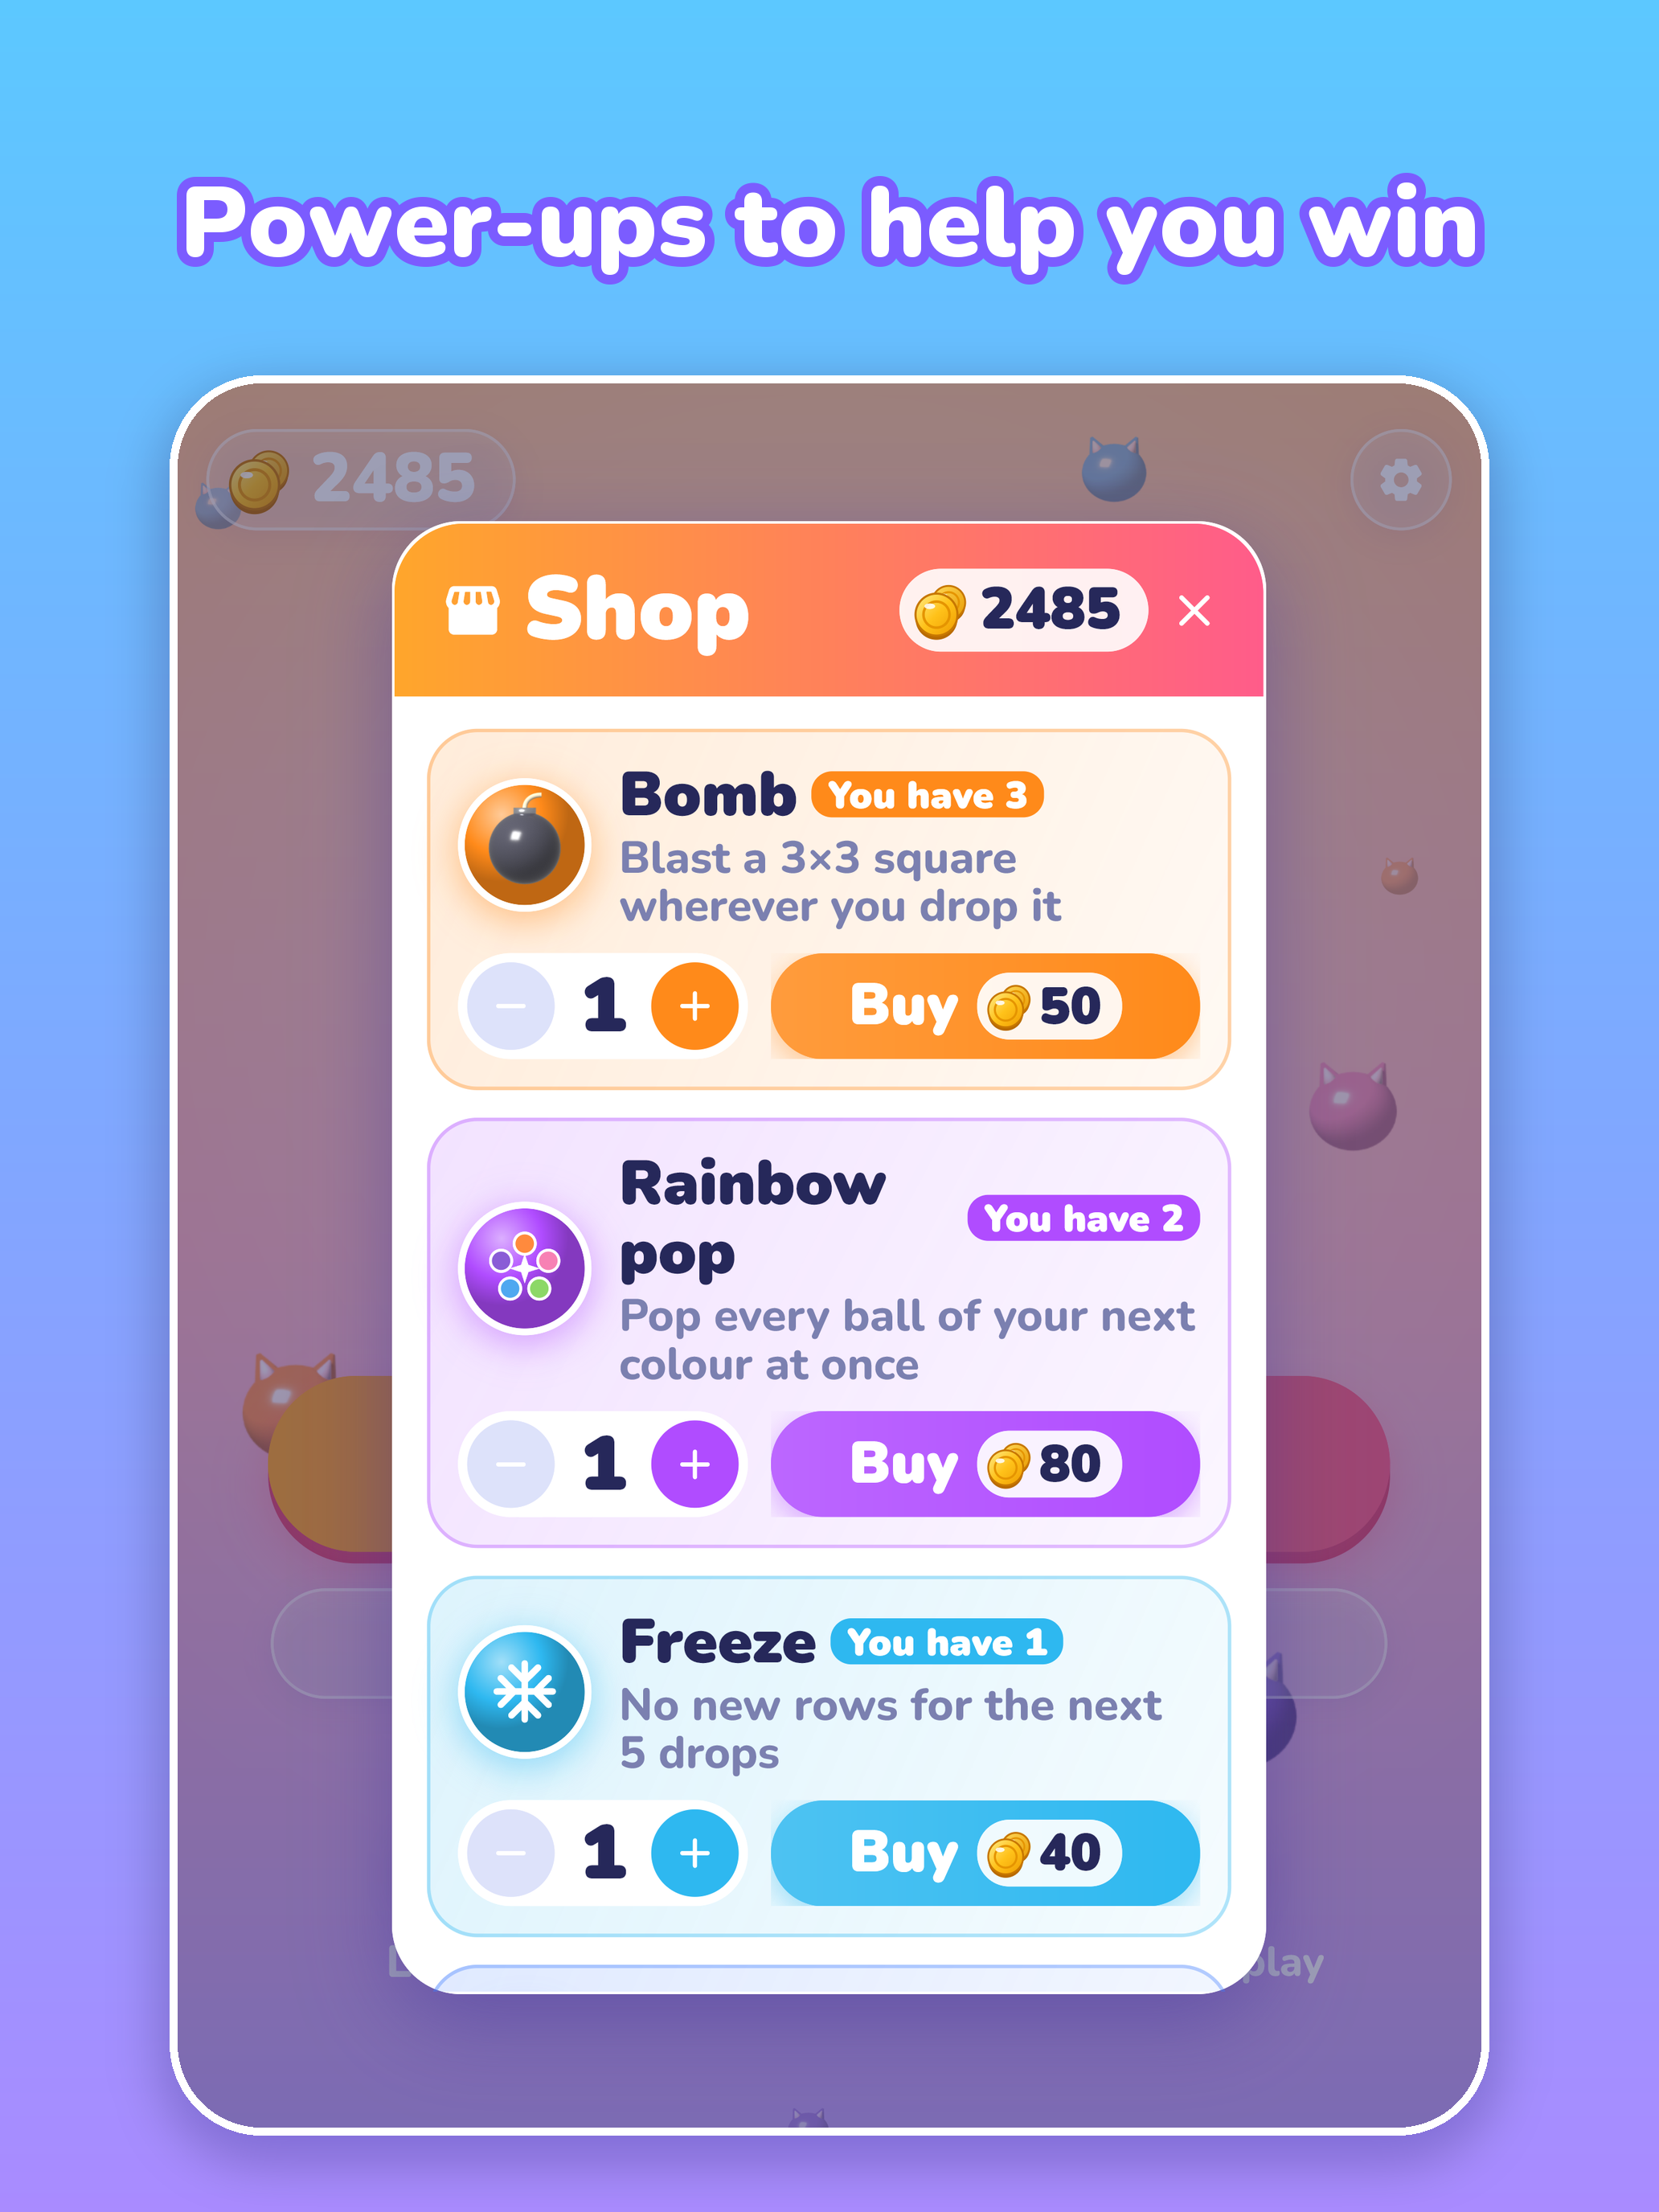 Power-ups to help you win
2485
Shop
2485
Bomb
You have 3
Blast a 3×3 square
wherever you drop it
1
Buy 50
Rainbow
pop
You have 2
Pop every ball of your next
colour at once
1
Buy 80
Freeze
You have 1
No new rows for the next
5 drops
1
Buy 40
play